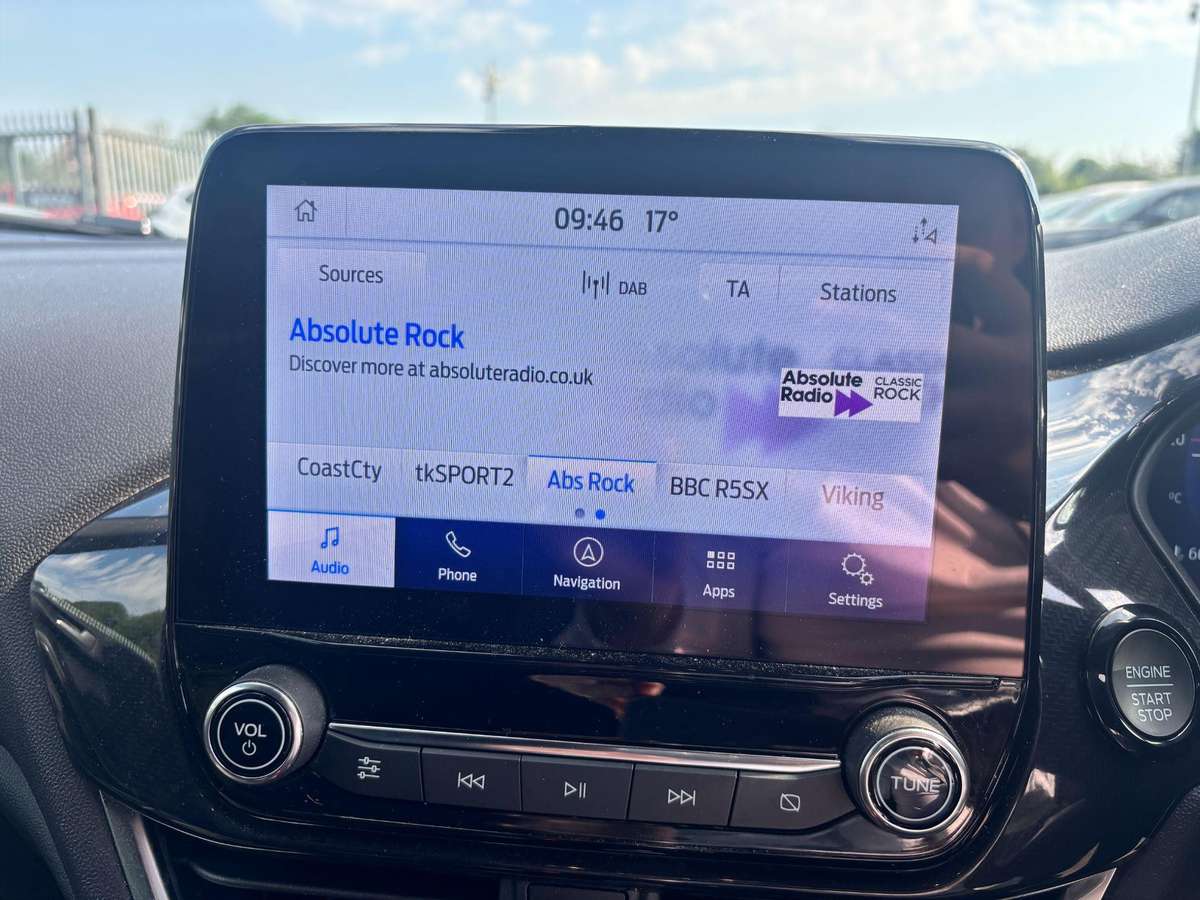 09:46 17°
Sources
DAB
TA
Stations
Absolute Rock
Discover more at absoluteradio.co.uk
Absolute
Radio
CLASSIC
ROCK
CoastCty
tkSPORT2
Abs Rock
BBC R5SX
Viking
Audio
Phone
Navigation
Apps
Settings
VOL
TUNE
ENGINE
START
STOP
°C